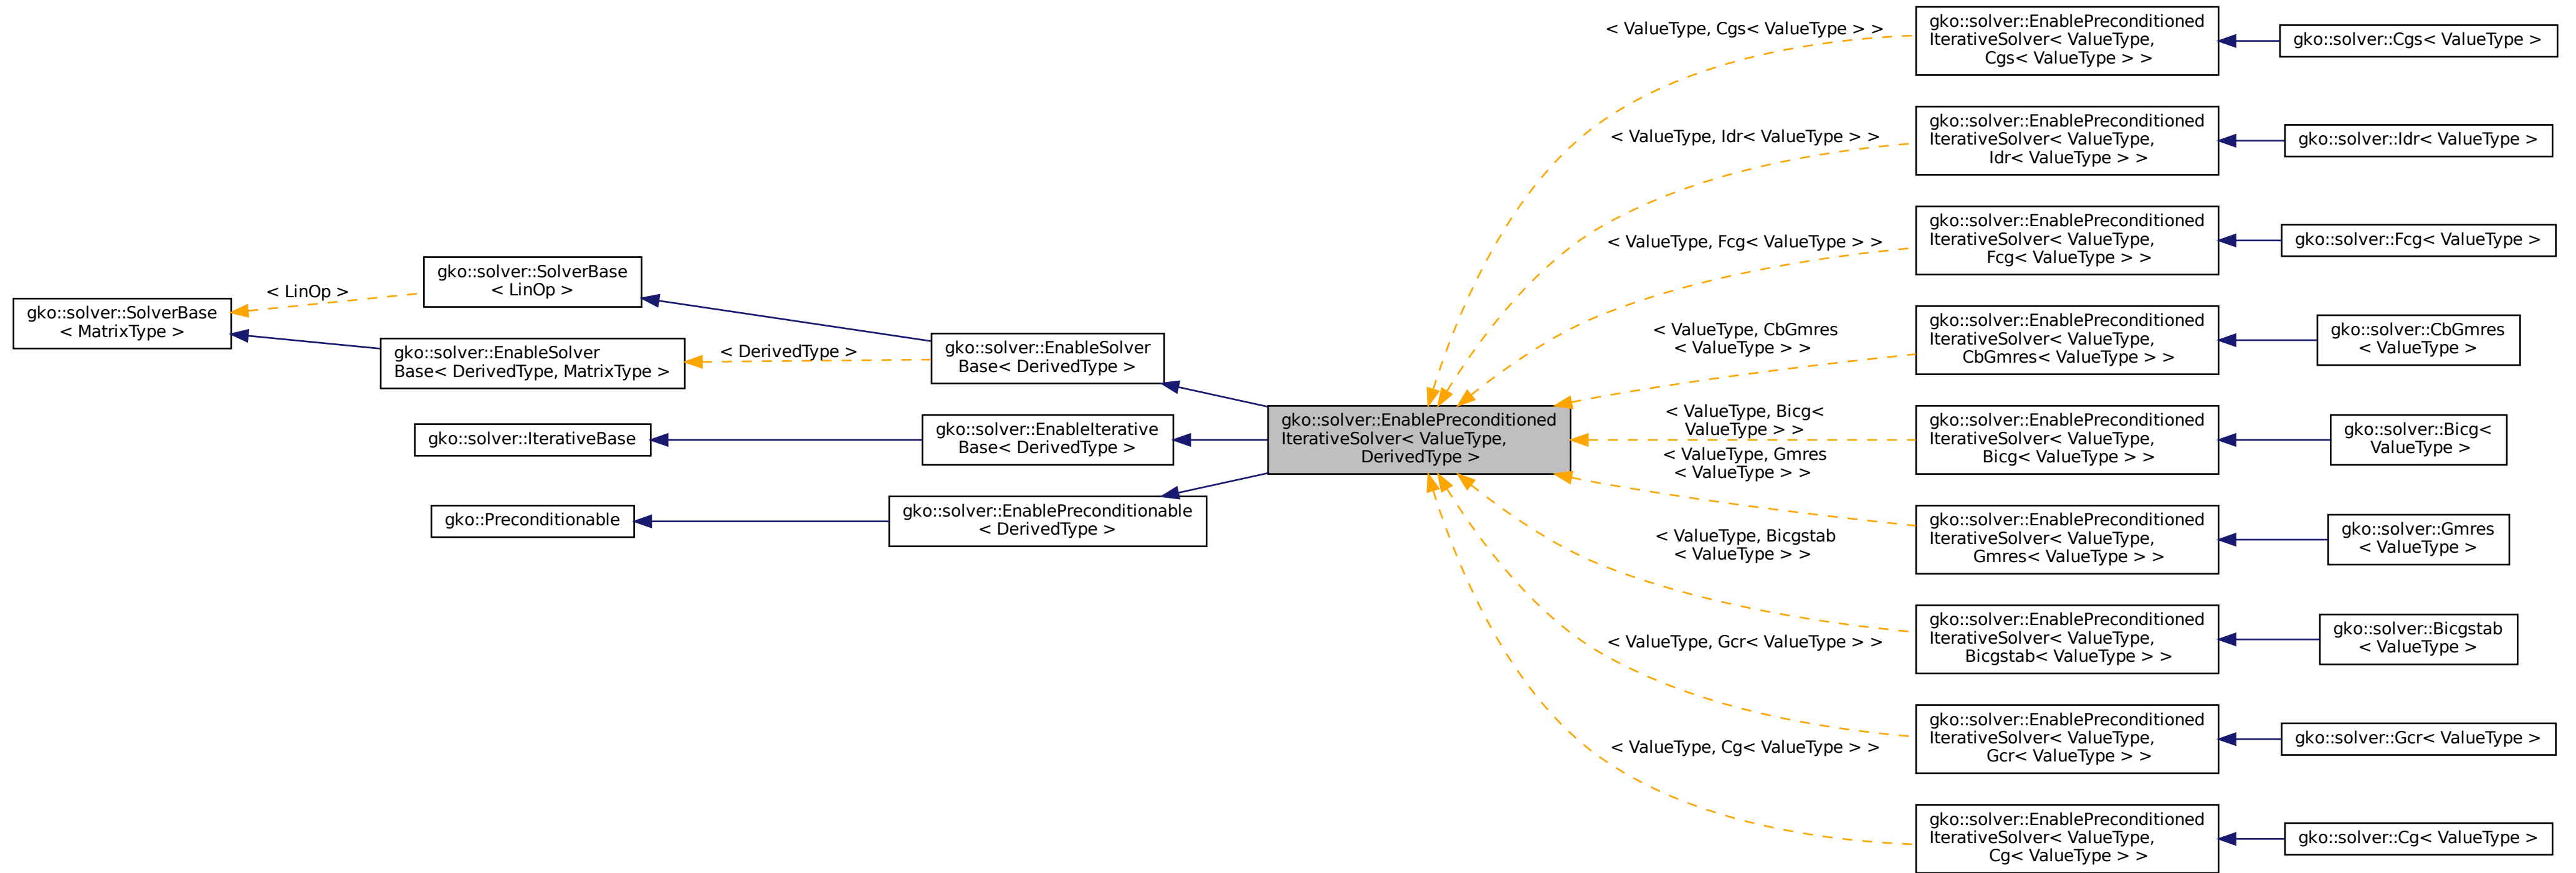 gko::solver::SolverBase
< MatrixType >
< LinOp >
gko::solver::SolverBase
< LinOp >
gko::solver::EnableSolver
Base< DerivedType, MatrixType >
gko::solver::IterativeBase
gko::Preconditionable
< DerivedType >
gko::solver::EnableSolver
Base< DerivedType >
gko::solver::EnableIterative
Base< DerivedType >
gko::solver::EnablePreconditionable
< DerivedType >
gko::solver::EnablePreconditioned
IterativeSolver< ValueType,
DerivedType >
< ValueType, Cgs< ValueType > >
< ValueType, Idr< ValueType > >
< ValueType, Fcg< ValueType > >
< ValueType, CbGmres
< ValueType > >
< ValueType, Bicg<
ValueType > >
< ValueType, Gmres
< ValueType > >
< ValueType, Bicgstab
< ValueType > >
< ValueType, Gcr< ValueType > >
< ValueType, Cg< ValueType > >
gko::solver::EnablePreconditioned
IterativeSolver< ValueType,
Cgs< ValueType > >
gko::solver::Cgs< ValueType >
gko::solver::EnablePreconditioned
IterativeSolver< ValueType,
Idr< ValueType > >
gko::solver::Idr< ValueType >
gko::solver::EnablePreconditioned
IterativeSolver< ValueType,
Fcg< ValueType > >
gko::solver::Fcg< ValueType >
gko::solver::EnablePreconditioned
IterativeSolver< ValueType,
CbGmres< ValueType > >
gko::solver::CbGmres
< ValueType >
gko::solver::EnablePreconditioned
IterativeSolver< ValueType,
Bicg< ValueType > >
gko::solver::Bicg<
ValueType >
gko::solver::EnablePreconditioned
IterativeSolver< ValueType,
Gmres< ValueType > >
gko::solver::Gmres
< ValueType >
gko::solver::EnablePreconditioned
IterativeSolver< ValueType,
Bicgstab< ValueType > >
gko::solver::Bicgstab
< ValueType >
gko::solver::EnablePreconditioned
IterativeSolver< ValueType,
Gcr< ValueType > >
gko::solver::Gcr< ValueType >
gko::solver::EnablePreconditioned
IterativeSolver< ValueType,
Cg< ValueType > >
gko::solver::Cg< ValueType >